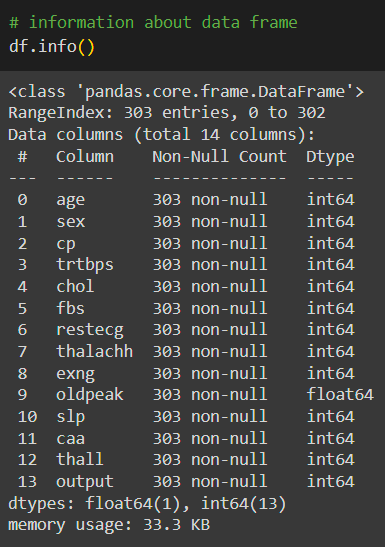 # information about data frame
df.info()
<class 'pandas.core.frame.DataFrame'>
RangeIndex: 303 entries, 0 to 302
Data columns (total 14 columns):
 #   Column    Non-Null Count  Dtype
---  ------    --------------  -----
 0   age       303 non-null    int64
 1   sex       303 non-null    int64
 2   cp        303 non-null    int64
 3   trtbps    303 non-null    int64
 4   chol      303 non-null    int64
 5   fbs       303 non-null    int64
 6   restecg   303 non-null    int64
 7   thalachh  303 non-null    int64
 8   exng      303 non-null    int64
 9   oldpeak   303 non-null    float64
 10  slp       303 non-null    int64
 11  caa       303 non-null    int64
 12  thall     303 non-null    int64
 13  output    303 non-null    int64
dtypes: float64(1), int64(13)
memory usage: 33.3 KB